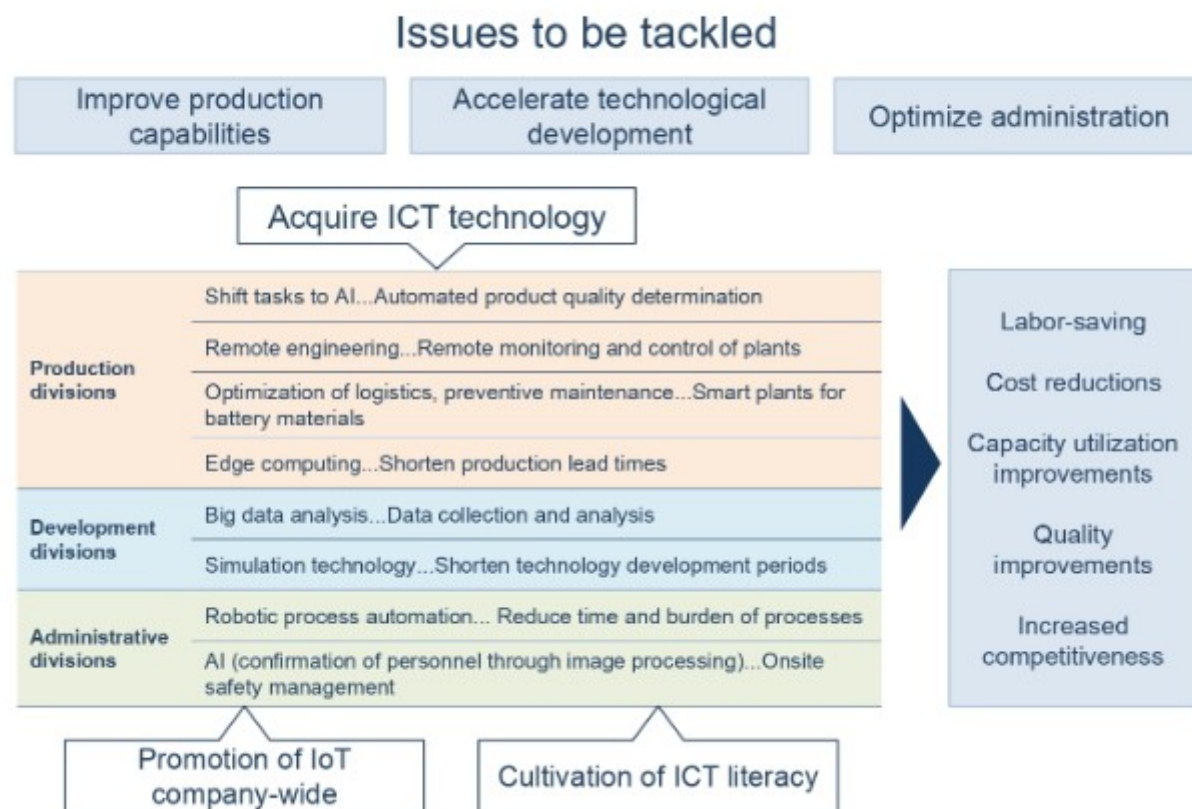 Issues to be tackled
Improve production
capabilities
Accelerate technological
development
Optimize administration
Acquire ICT technology
Production
divisions
Shift tasks to AI...Automated product quality determination
Remote engineering...Remote monitoring and control of plants
Optimization of logistics, preventive maintenance...Smart plants for
battery materials
Edge computing...Shorten production lead times
Development
divisions
Big data analysis...Data collection and analysis
Simulation technology...Shorten technology development periods
Administrative
divisions
Robotic process automation... Reduce time and burden of processes
AI (confirmation of personnel through image processing)...Onsite
safety management
Labor-saving
Cost reductions
Capacity utilization
improvements
Quality
improvements
Increased
competitiveness
Promotion of IoT
company-wide
Cultivation of ICT literacy